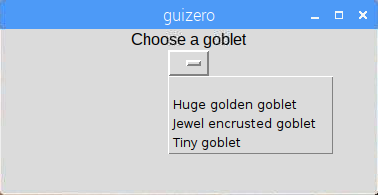 guizero
Choose a goblet
Huge golden goblet
Jewel encrusted goblet
Tiny goblet